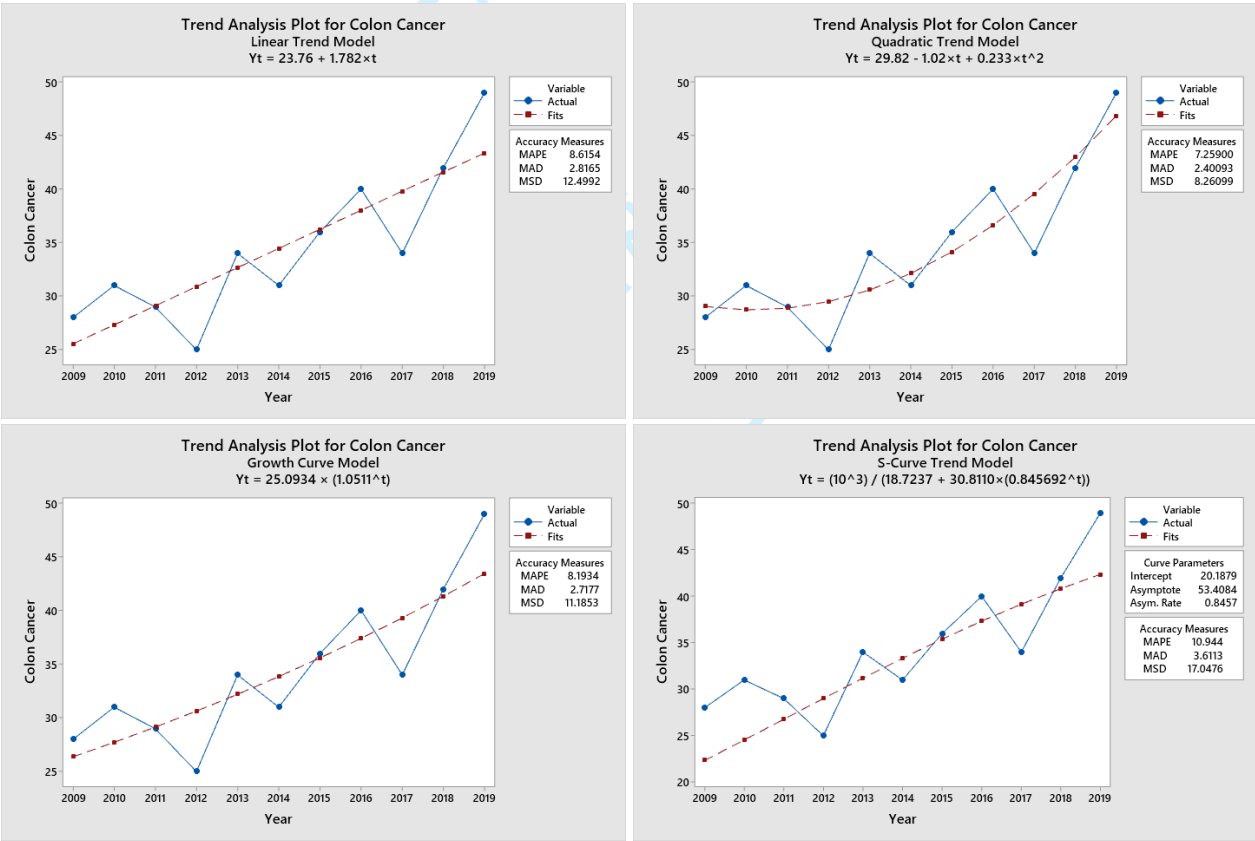 Trend Analysis Plot for Colon Cancer
Linear Trend Model
Yt = 23.76 + 1.782×t
50
45
40
35
30
25
Colon Cancer
2009 2010 2011 2012 2013 2014 2015 2016 2017 2018 2019
Year
Variable
Actual
Fits
Accuracy Measures
MAPE 8.6154
MAD 2.8165
MSD 12.4992
Trend Analysis Plot for Colon Cancer
Quadratic Trend Model
Yt = 29.82 - 1.02×t + 0.233×t^2
50
45
40
35
30
25
Colon Cancer
2009 2010 2011 2012 2013 2014 2015 2016 2017 2018 2019
Year
Variable
Actual
Fits
Accuracy Measures
MAPE 7.25900
MAD 2.40093
MSD 8.26099
Trend Analysis Plot for Colon Cancer
Growth Curve Model
Yt = 25.0934 × (1.0511^t)
50
45
40
35
30
25
Colon Cancer
2009 2010 2011 2012 2013 2014 2015 2016 2017 2018 2019
Year
Variable
Actual
Fits
Accuracy Measures
MAPE 8.1934
MAD 2.7177
MSD 11.1853
Trend Analysis Plot for Colon Cancer
S-Curve Trend Model
Yt = (10^3) / (18.7237 + 30.8110×(0.845692^t))
50
45
40
35
30
25
20
Colon Cancer
2009 2010 2011 2012 2013 2014 2015 2016 2017 2018 2019
Year
Variable
Actual
Fits
Curve Parameters
Intercept 20.1879
Asymptote 53.4084
Asym. Rate 0.8457
Accuracy Measures
MAPE 10.944
MAD 3.6113
MSD 17.0476